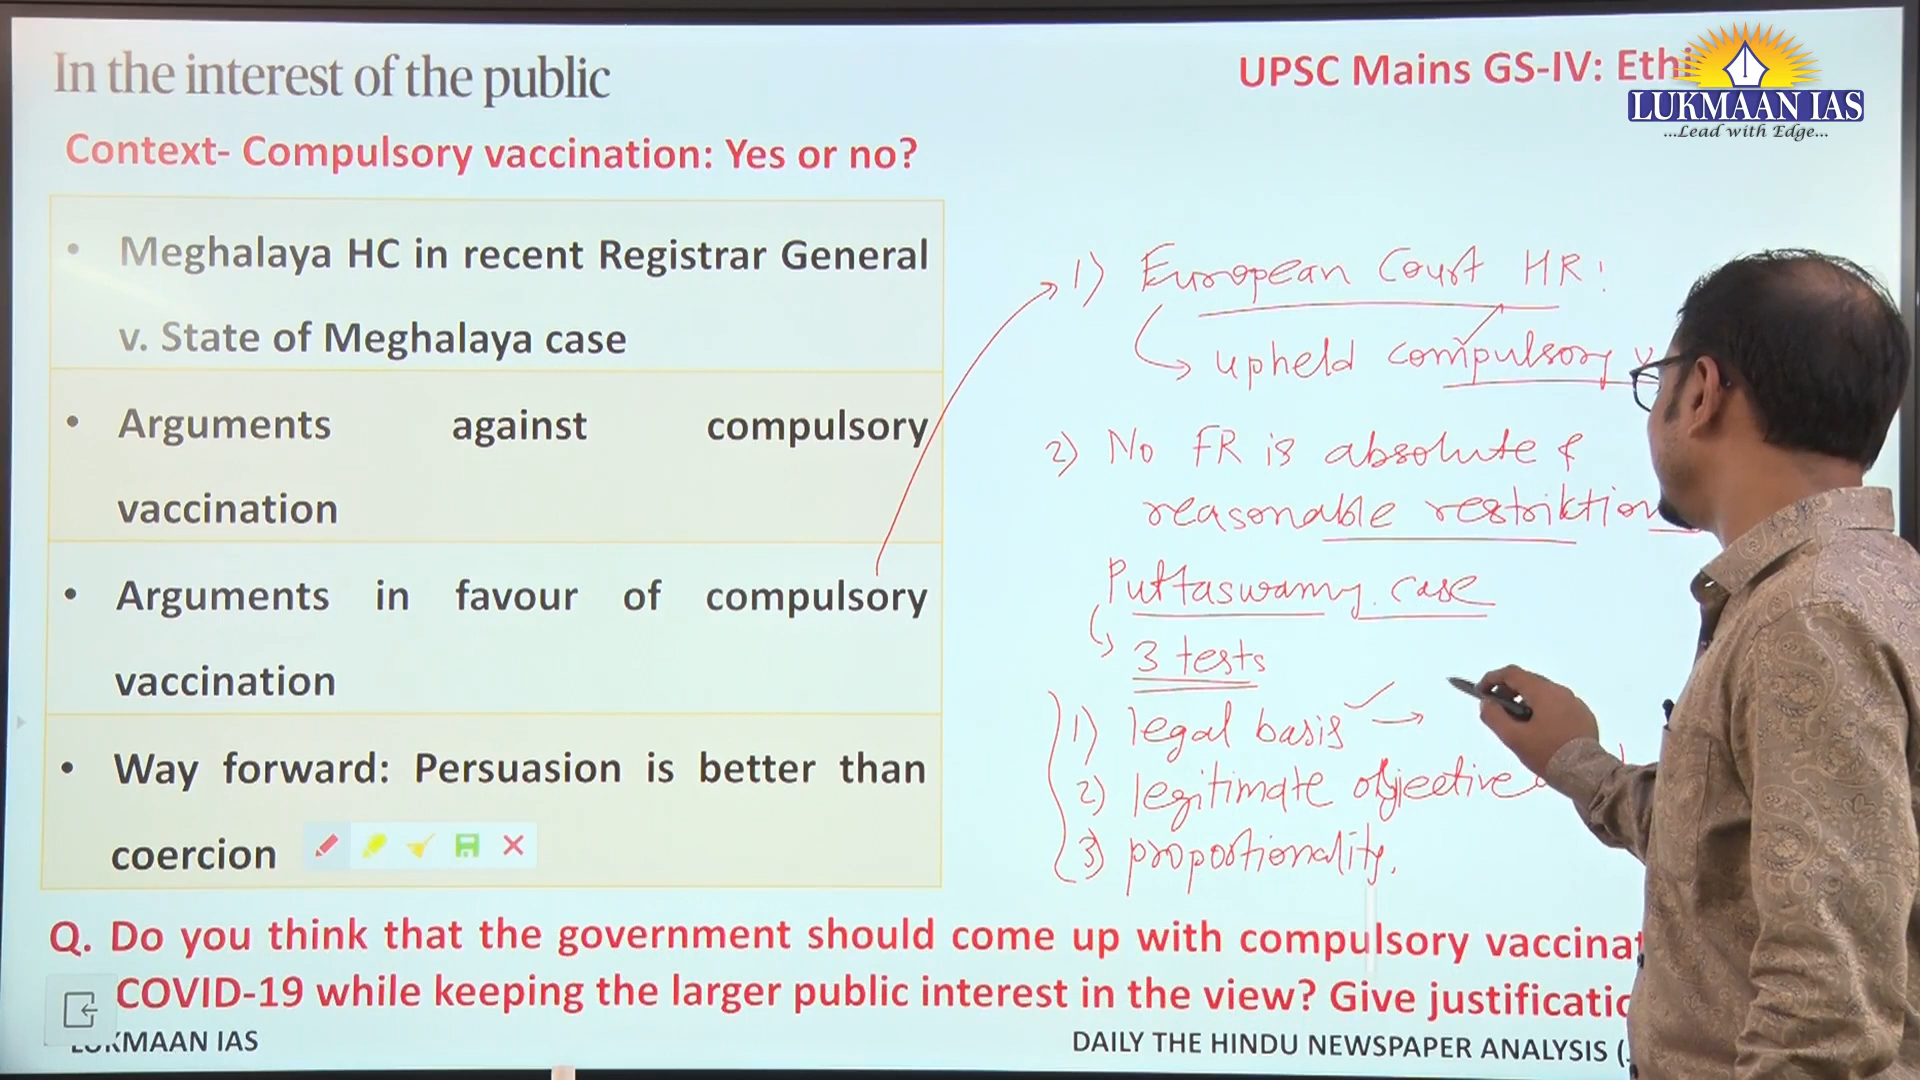 In the interest of the public
UPSC Mains GS-IV: Ethi
LUKMAAN IAS
...Lead with Edge...
Context- Compulsory vaccination: Yes or no?
• Meghalaya HC in recent Registrar General
v. State of Meghalaya case
• Arguments against compulsory
vaccination
• Arguments in favour of compulsory
vaccination
• Way forward: Persuasion is better than
coercion
1) European Court HR:
upheld compulsory v
2) No FR is absolute &
reasonable restriktion
Puttaswamy case
3 tests
1) legal basis
2) legitimate objective
3) proportionality.
Q. Do you think that the government should come up with compulsory vaccinat
COVID-19 while keeping the larger public interest in the view? Give justificatio
LUKMAAN IAS
DAILY THE HINDU NEWSPAPER ANALYSIS (